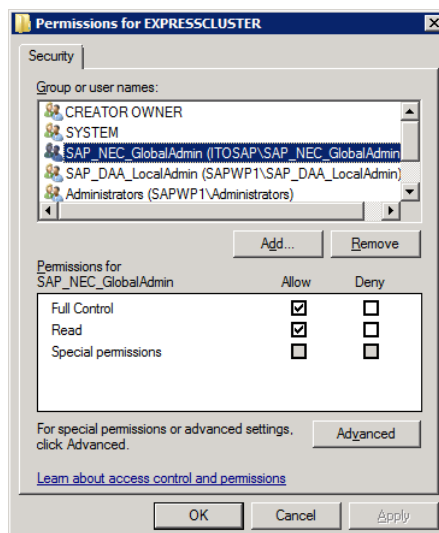 Permissions for EXPRESSCLUSTER
Security
Group or user names:
CREATOR OWNER
SYSTEM
SAP_NEC_GlobalAdmin (ITOSAP\SAP_NEC_GlobalAdmin
SAP_DAA_LocalAdmin (SAPWP1\SAP_DAA_LocalAdmin)
Administrators (SAPWP1\Administrators)
Add... Remove
Permissions for
SAP_NEC_GlobalAdmin Allow Deny
Full Control
Read
Special permissions
For special permissions or advanced settings,
click Advanced.
Advanced
Learn about access control and permissions
OK Cancel Apply